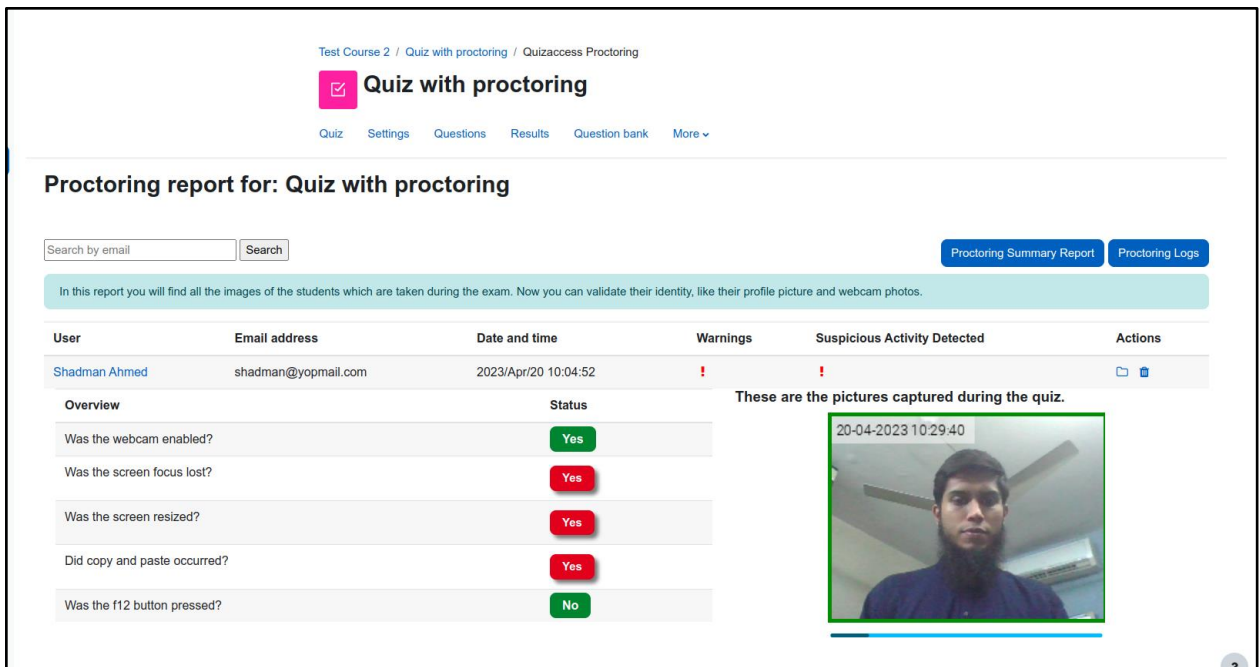 Test Course 2 / Quiz with proctoring / Quizaccess Proctoring
Quiz with proctoring
Quiz Settings Questions Results Question bank More
Proctoring report for: Quiz with proctoring
Search by email Search Proctoring Summary Report Proctoring Logs
In this report you will find all the images of the students which are taken during the exam. Now you can validate their identity, like their profile picture and webcam photos.
User Email address Date and time Warnings Suspicious Activity Detected Actions
Shadman Ahmed shadman@yopmail.com 2023/Apr/20 10:04:52 ! !
Overview Status These are the pictures captured during the quiz.
Was the webcam enabled? Yes 20-04-2023 10:29:40
Was the screen focus lost? Yes
Was the screen resized? Yes
Did copy and paste occurred? Yes
Was the f12 button pressed? No